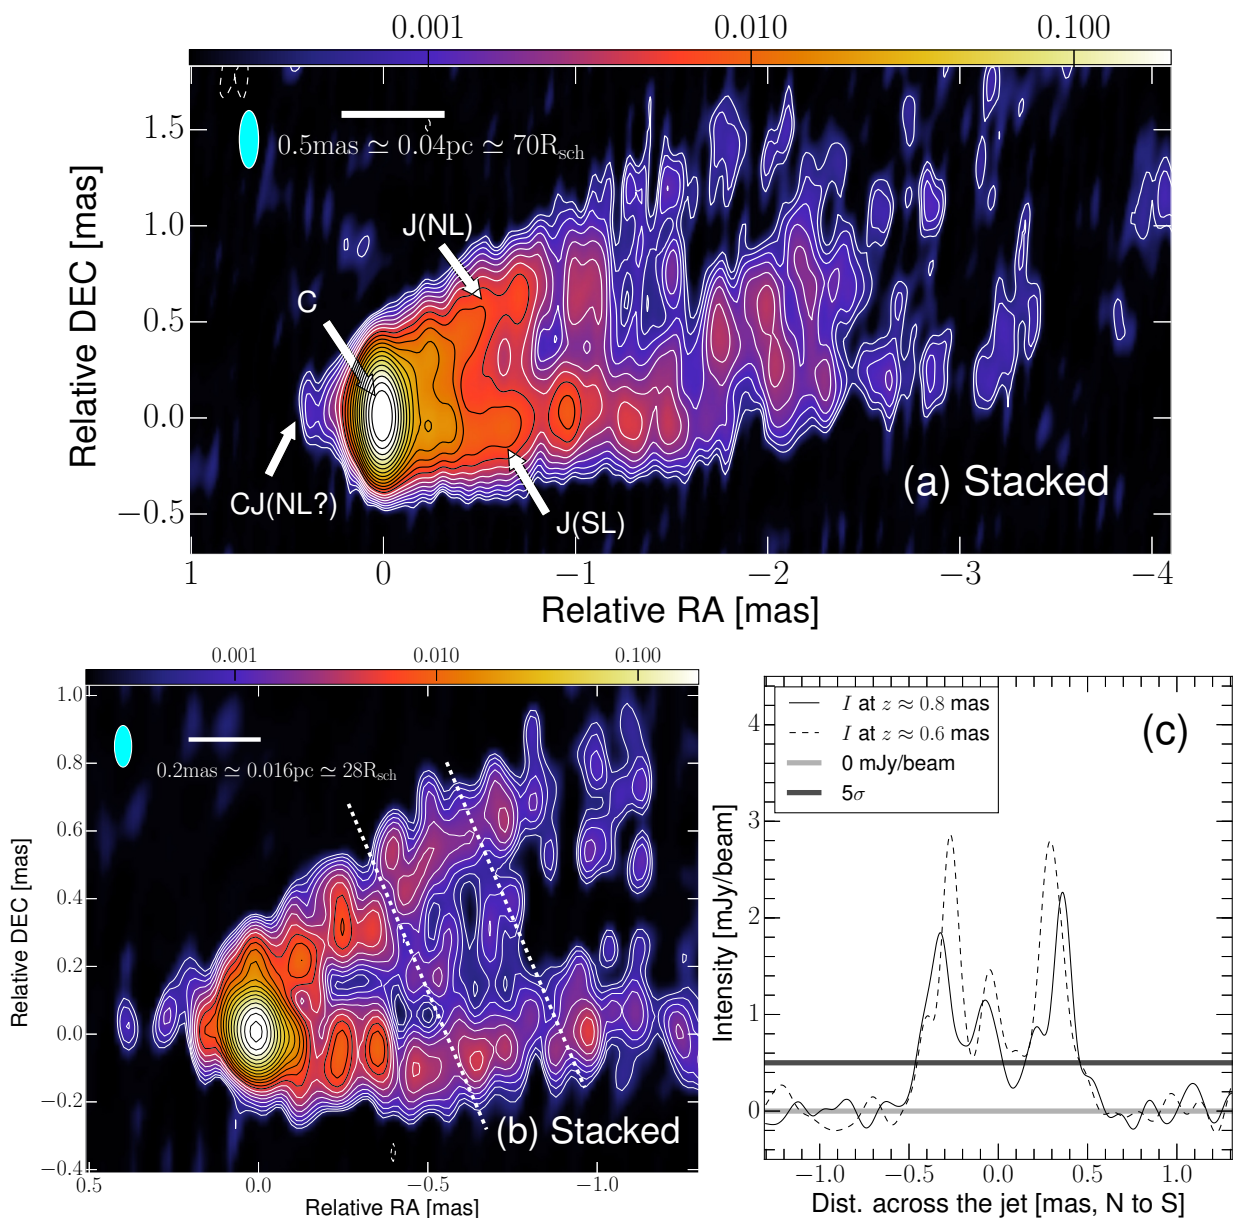 0.001 0.010 0.100
1.5
1.0
0.5
0.0
−0.5
Relative DEC [mas]
0.5mas ≃ 0.04pc ≃ 70R_sch
J(NL)
C
CJ(NL?)
J(SL)
(a) Stacked
1 0 −1 −2 −3 −4
Relative RA [mas]
0.001 0.010 0.100
1.0
0.8
0.6
0.4
0.2
0.0
−0.2
−0.4
Relative DEC [mas]
0.2mas ≃ 0.016pc ≃ 28R_sch
(b) Stacked
0.5 0.0 −0.5 −1.0
Relative RA [mas]
I at z ≈ 0.8 mas
I at z ≈ 0.6 mas
0 mJy/beam
5σ
(c)
4
3
2
1
0
Intensity [mJy/beam]
−1.0 −0.5 0.0 0.5 1.0
Dist. across the jet [mas, N to S]